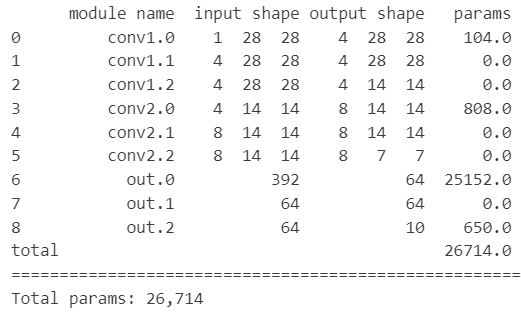 module name input shape output shape params
0 conv1.0 1 28 28 4 28 28 104.0
1 conv1.1 4 28 28 4 28 28 0.0
2 conv1.2 4 28 28 4 14 14 0.0
3 conv2.0 4 14 14 8 14 14 808.0
4 conv2.1 8 14 14 8 14 14 0.0
5 conv2.2 8 14 14 8 7 7 0.0
6 out.0 392 64 25152.0
7 out.1 64 64 0.0
8 out.2 64 10 650.0
total 26714.0
=====================================================
Total params: 26,714